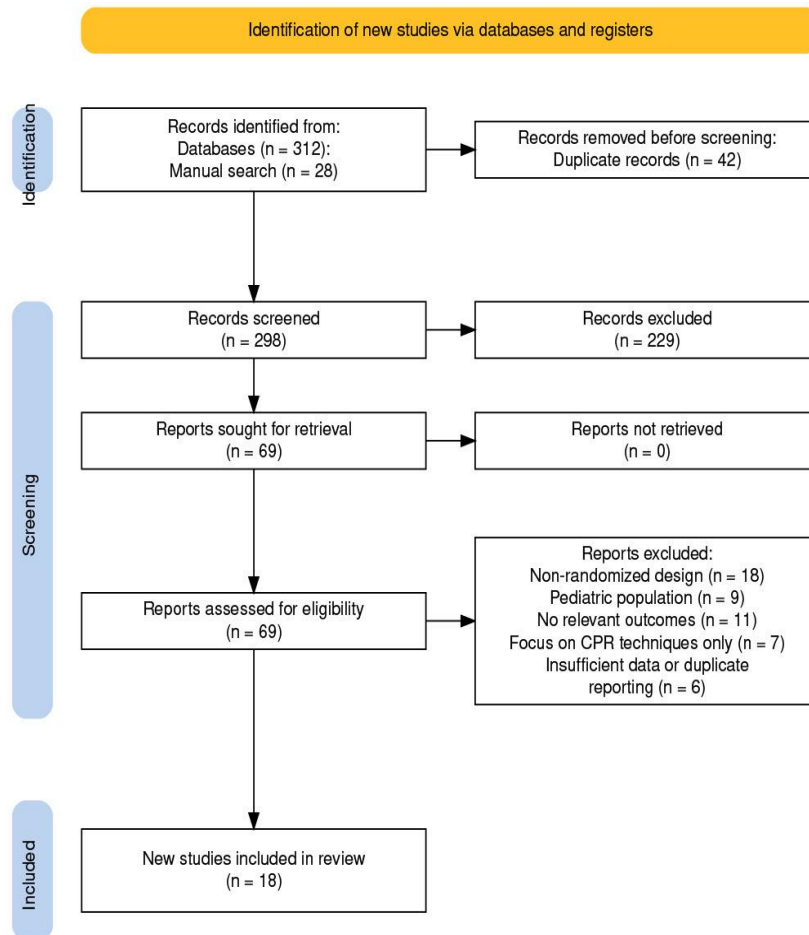 Identification of new studies via databases and registers
Identification
Records identified from:
Databases (n = 312):
Manual search (n = 28)
Records removed before screening:
Duplicate records (n = 42)
Screening
Records screened
(n = 298)
Records excluded
(n = 229)
Reports sought for retrieval
(n = 69)
Reports not retrieved
(n = 0)
Reports assessed for eligibility
(n = 69)
Reports excluded:
Non-randomized design (n = 18)
Pediatric population (n = 9)
No relevant outcomes (n = 11)
Focus on CPR techniques only (n = 7)
Insufficient data or duplicate
reporting (n = 6)
Included
New studies included in review
(n = 18)